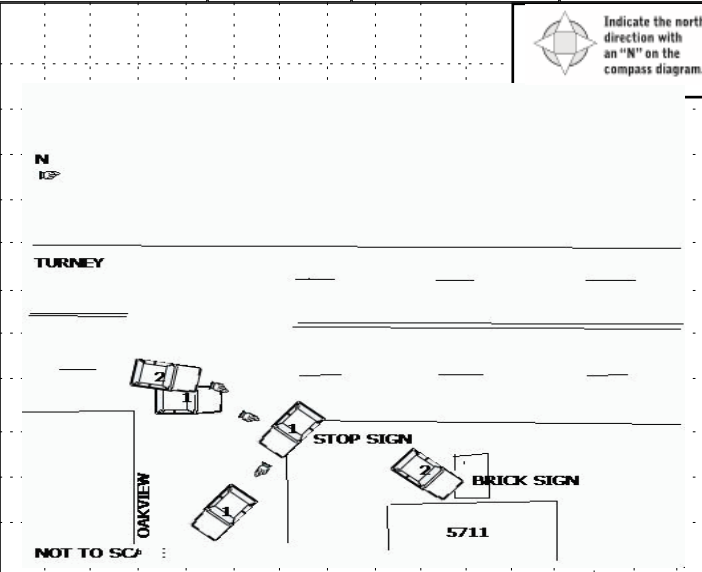 Indicate the north
direction with
an "N" on the
compass diagram.
N
TURNEY
2
1
1
STOP SIGN
2
BRICK SIGN
OAKVIEW
1
5711
NOT TO